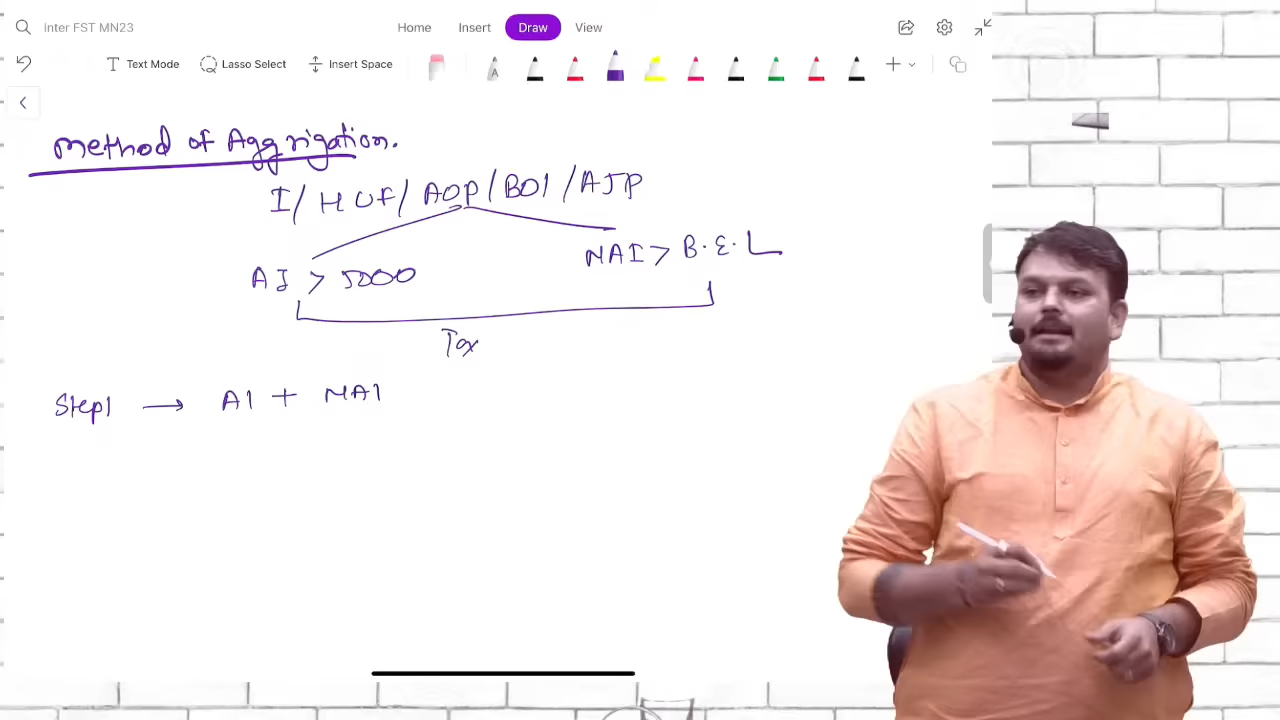 Inter FST MN23
Home Insert Draw View
Text Mode Lasso Select Insert Space
A
Method of Aggrigation.
I/ HUF/ AOP/ BOI /AJP
AI > 5000 NAI > B.E.L
Tax
Step1 → AI + NAI